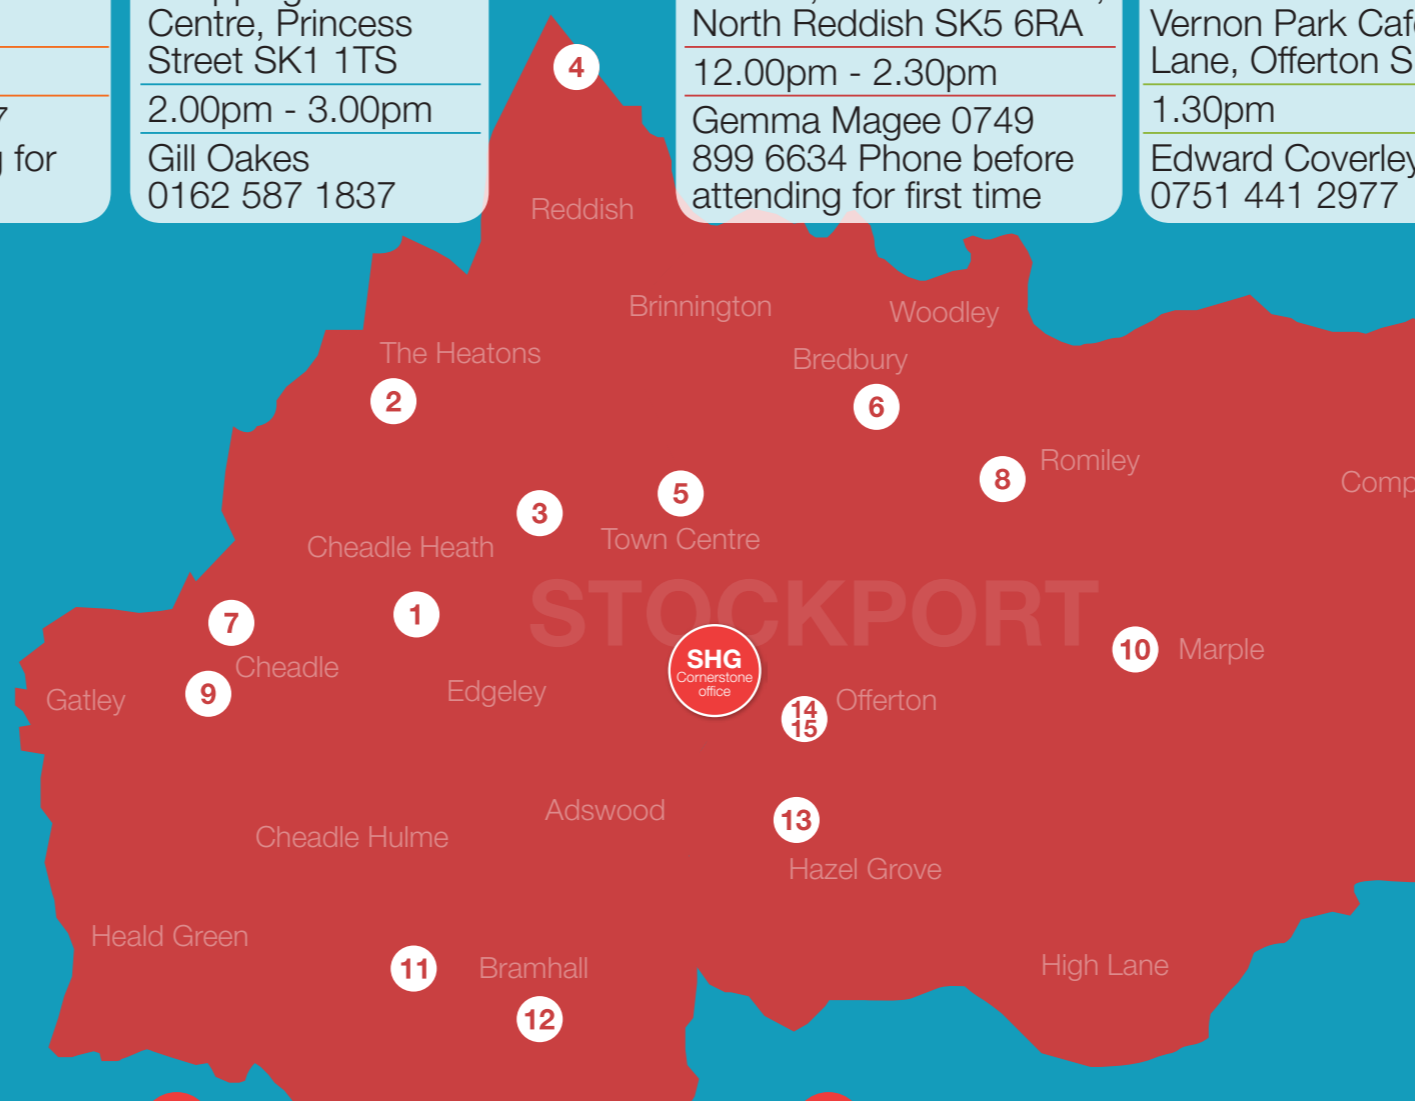 Centre, Princess
Street SK1 1TS
2.00pm - 3.00pm
Gill Oakes
0162 587 1837
7
for
North Reddish SK5 6RA
12.00pm - 2.30pm
Gemma Magee 0749
899 6634 Phone before
attending for first time
Vernon Park
Lane, Offerton
1.30pm
Edward Coverley
0751 441 2977
4
Reddish
Brinnington
Woodley
The Heatons
Bredbury
2
6
Romiley
8
5
3
Town Centre
Cheadle Heath
STOCKPORT
7
1
SHG
Cornerstone
office
10 Marple
Cheadle
9
Gatley
Edgeley
14
15
Offerton
Adswood
13
Cheadle Hulme
Hazel Grove
Heald Green
11
Bramhall
High Lane
12